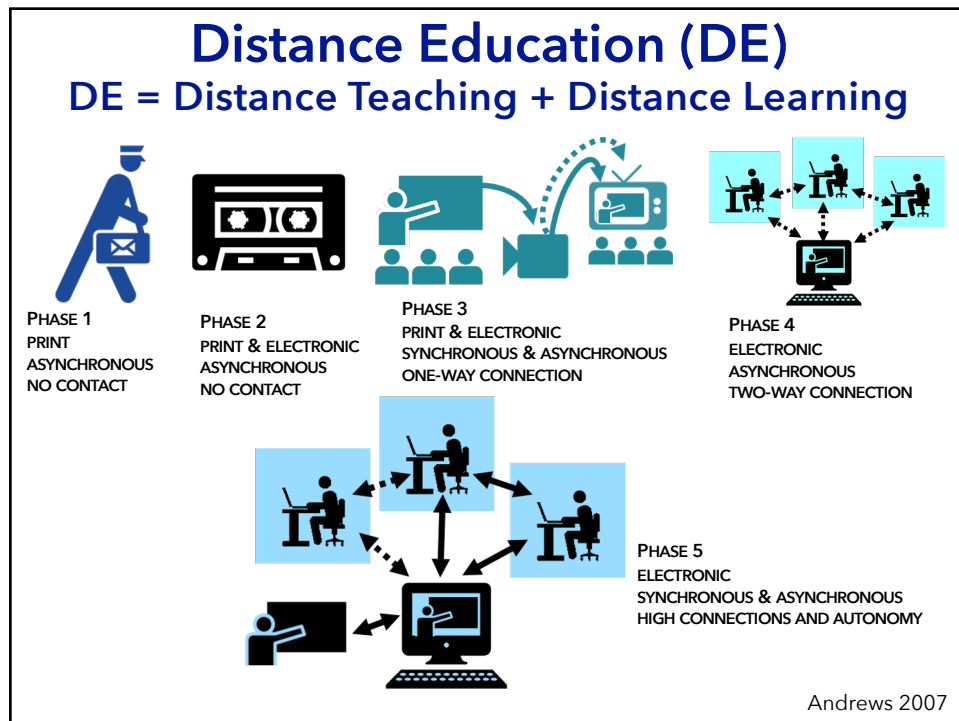 Distance Education (DE)
DE = Distance Teaching + Distance Learning
PHASE 1
PRINT
ASYNCHRONOUS
NO CONTACT
PHASE 2
PRINT & ELECTRONIC
ASYNCHRONOUS
NO CONTACT
PHASE 3
PRINT & ELECTRONIC
SYNCHRONOUS & ASYNCHRONOUS
ONE-WAY CONNECTION
PHASE 4
ELECTRONIC
ASYNCHRONOUS
TWO-WAY CONNECTION
PHASE 5
ELECTRONIC
SYNCHRONOUS & ASYNCHRONOUS
HIGH CONNECTIONS AND AUTONOMY
Andrews 2007